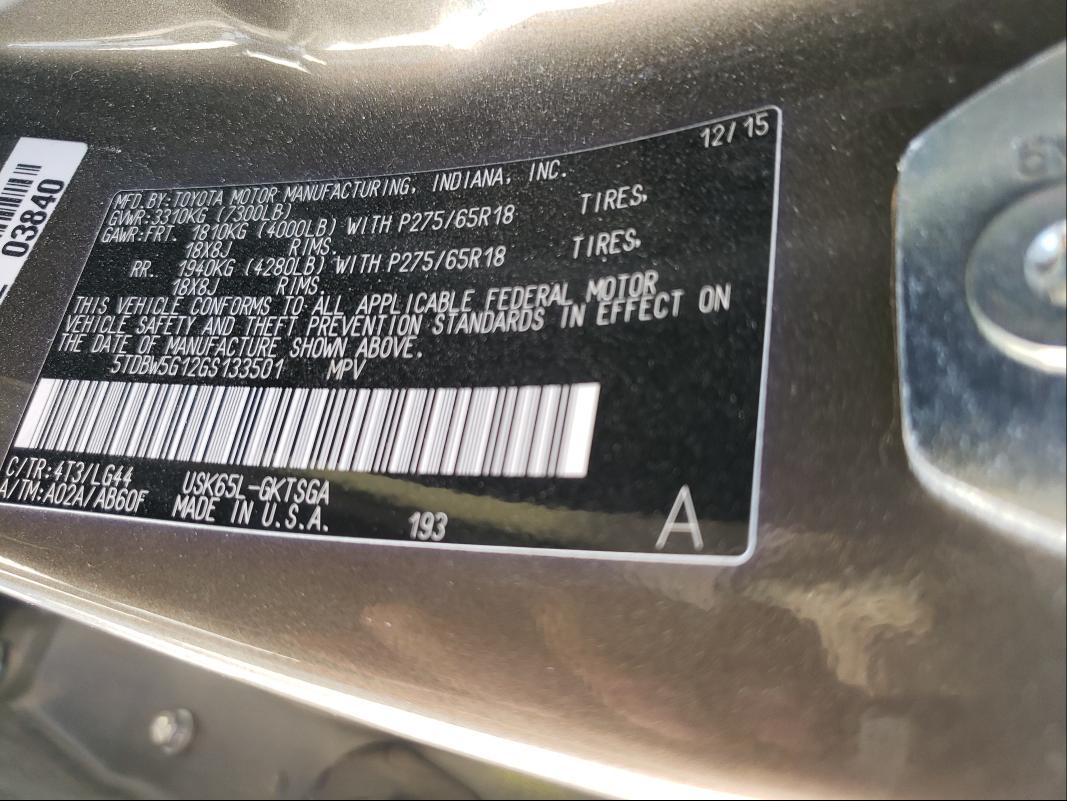 03840
12/15
MFD.BY:TOYOTA MOTOR MANUFACTURING, INDIANA, INC.
GVWR:3310KG (7300LB)
GAWR:FRT. 1810KG (4000LB) WITH P275/65R18 TIRES,
18X8J RIMS.
RR. 1940KG (4280LB) WITH P275/65R18 TIRES,
18X8J RIMS.
THIS VEHICLE CONFORMS TO ALL APPLICABLE FEDERAL MOTOR
VEHICLE SAFETY AND THEFT PREVENTION STANDARDS IN EFFECT ON
THE DATE OF MANUFACTURE SHOWN ABOVE.
5TDBW5G12GS133501 MPV
C/TR:4T3/LG44 USK65L-GKTSGA
A/TM:A02A/AB60F MADE IN U.S.A. 193 A